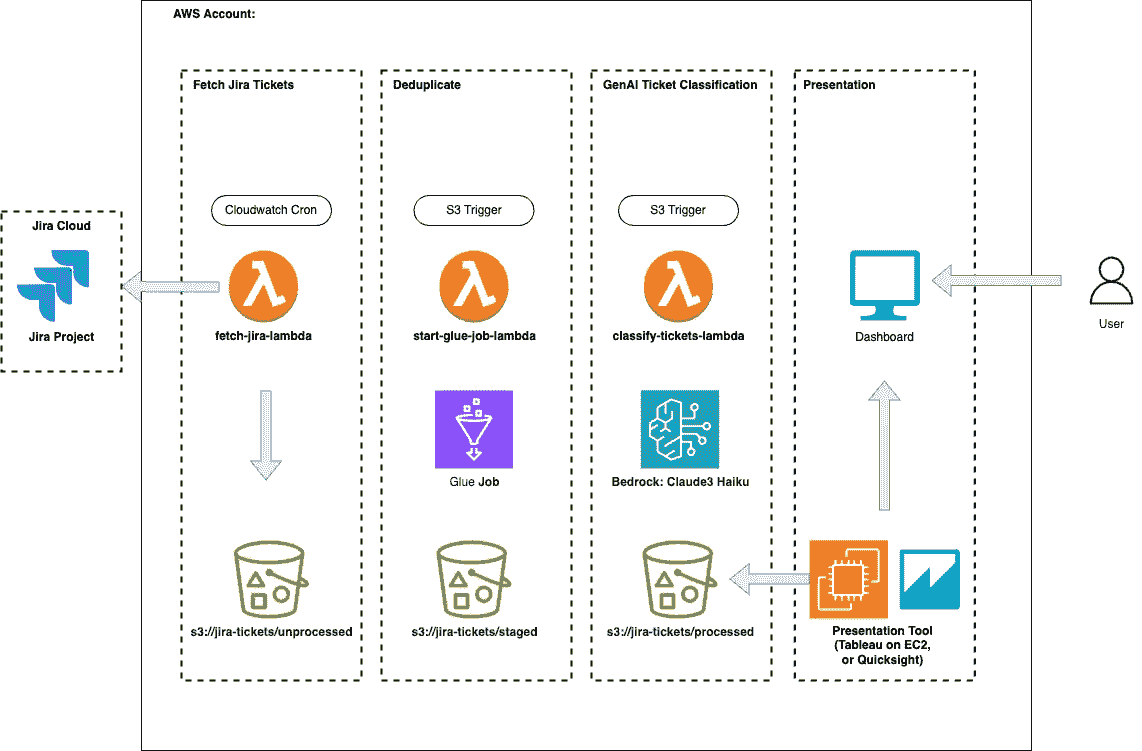 AWS Account:
Fetch Jira Tickets
Deduplicate
GenAI Ticket Classification
Presentation
Cloudwatch Cron
S3 Trigger
S3 Trigger
Jira Cloud
Jira Project
fetch-jira-lambda
start-glue-job-lambda
classify-tickets-lambda
Dashboard
User
Glue Job
Bedrock: Claude3 Haiku
s3://jira-tickets/unprocessed
s3://jira-tickets/staged
s3://jira-tickets/processed
Presentation Tool
(Tableau on EC2,
or Quicksight)